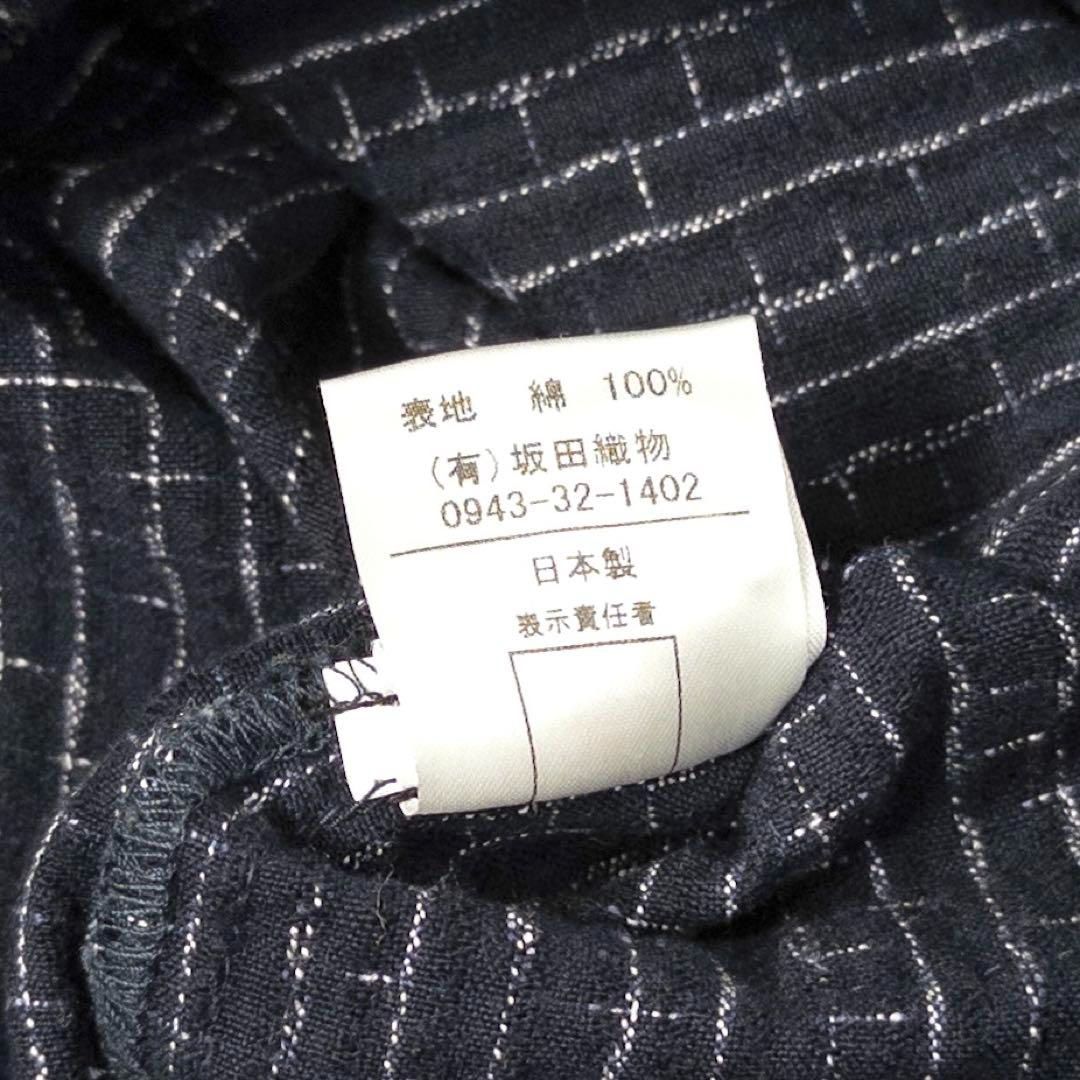 表地 綿 100%
(有)坂田織物
0943-32-1402
日本製
表示責任者